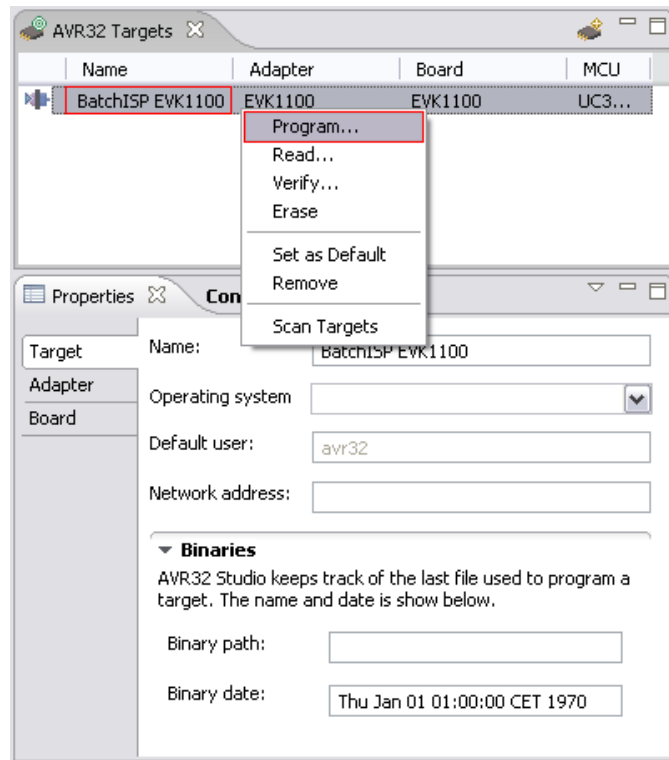 AVR32 Targets
Name Adapter Board MCU
BatchISP EVK1100 EVK1100 EVK1100 UC3...
Program...
Read...
Verify...
Erase
Set as Default
Remove
Scan Targets
Properties Con
Target
Adapter
Board
Name: BatchISP EVK1100
Operating system
Default user: avr32
Network address:
Binaries
AVR32 Studio keeps track of the last file used to program a
target. The name and date is show below.
Binary path:
Binary date: Thu Jan 01 01:00:00 CET 1970